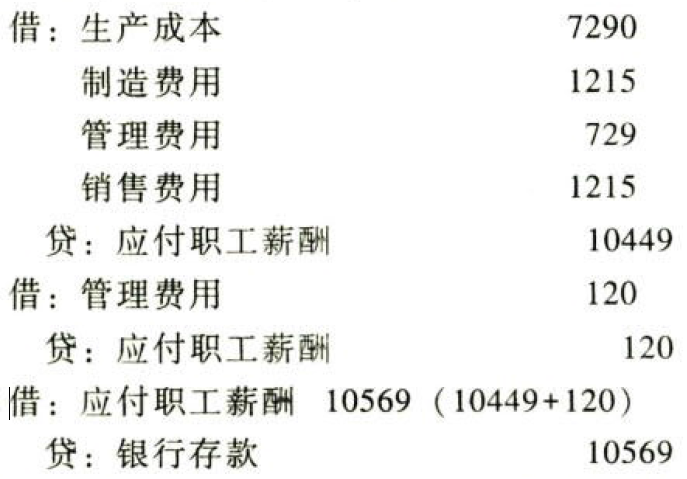 借：生产成本 7290
制造费用 1215
管理费用 729
销售费用 1215
贷：应付职工薪酬 10449
借：管理费用 120
贷：应付职工薪酬 120
借：应付职工薪酬 10569（10449+120）
贷：银行存款 10569